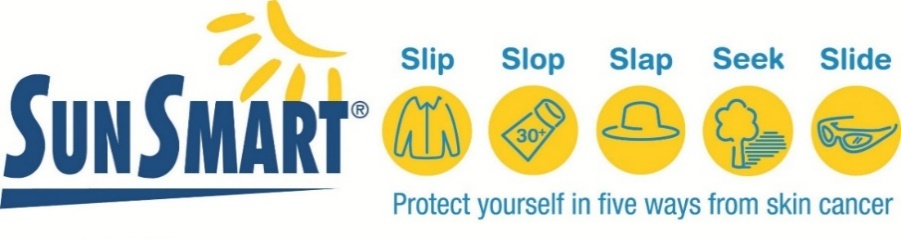 SUNSMART®
Slip Slop Slap Seek Slide
30+
Protect yourself in five ways from skin cancer